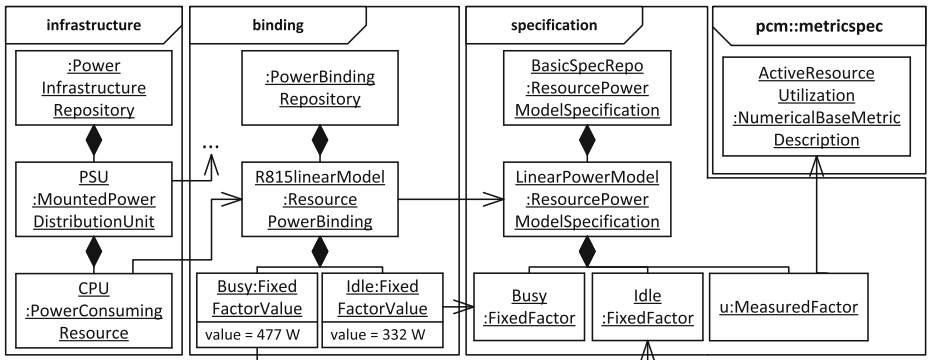 infrastructure
:Power
Infrastructure
Repository
PSU
:MountedPower
DistributionUnit
CPU
:PowerConsuming
Resource
binding
:PowerBinding
Repository
...
R815linearModel
:Resource
PowerBinding
Busy:Fixed
FactorValue
value = 477 W
Idle:Fixed
FactorValue
value = 332 W
specification
BasicSpecRepo
:ResourcePower
ModelSpecification
LinearPowerModel
:ResourcePower
ModelSpecification
Busy
:FixedFactor
Idle
:FixedFactor
u:MeasuredFactor
pcm::metricspec
ActiveResource
Utilization
:NumericalBaseMetric
Description